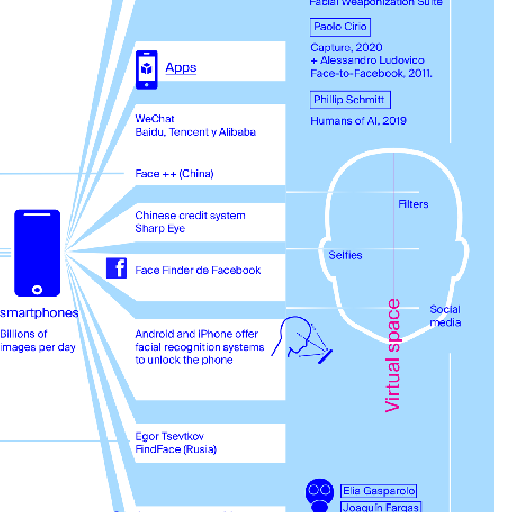 Facial Weaponization Suite
Paolo Cirio
Capture, 2020
+ Alessandro Ludovico
Face-to-Facebook, 2011.
Phillip Schmitt
Humans of AI, 2019
Apps
WeChat
Baidu, Tencent y Alibaba
Face ++ (China)
Chinese credit system
Sharp Eye
Face Finder de Facebook
smartphones
Billions of
images per day
Android and iPhone offer
facial recognition systems
to unlock the phone
Egor Tsevtkov
FindFace (Rusia)
Filters
Selfies
Social
media
Virtual space
Elia Gasparolo
Joaquín Fargas